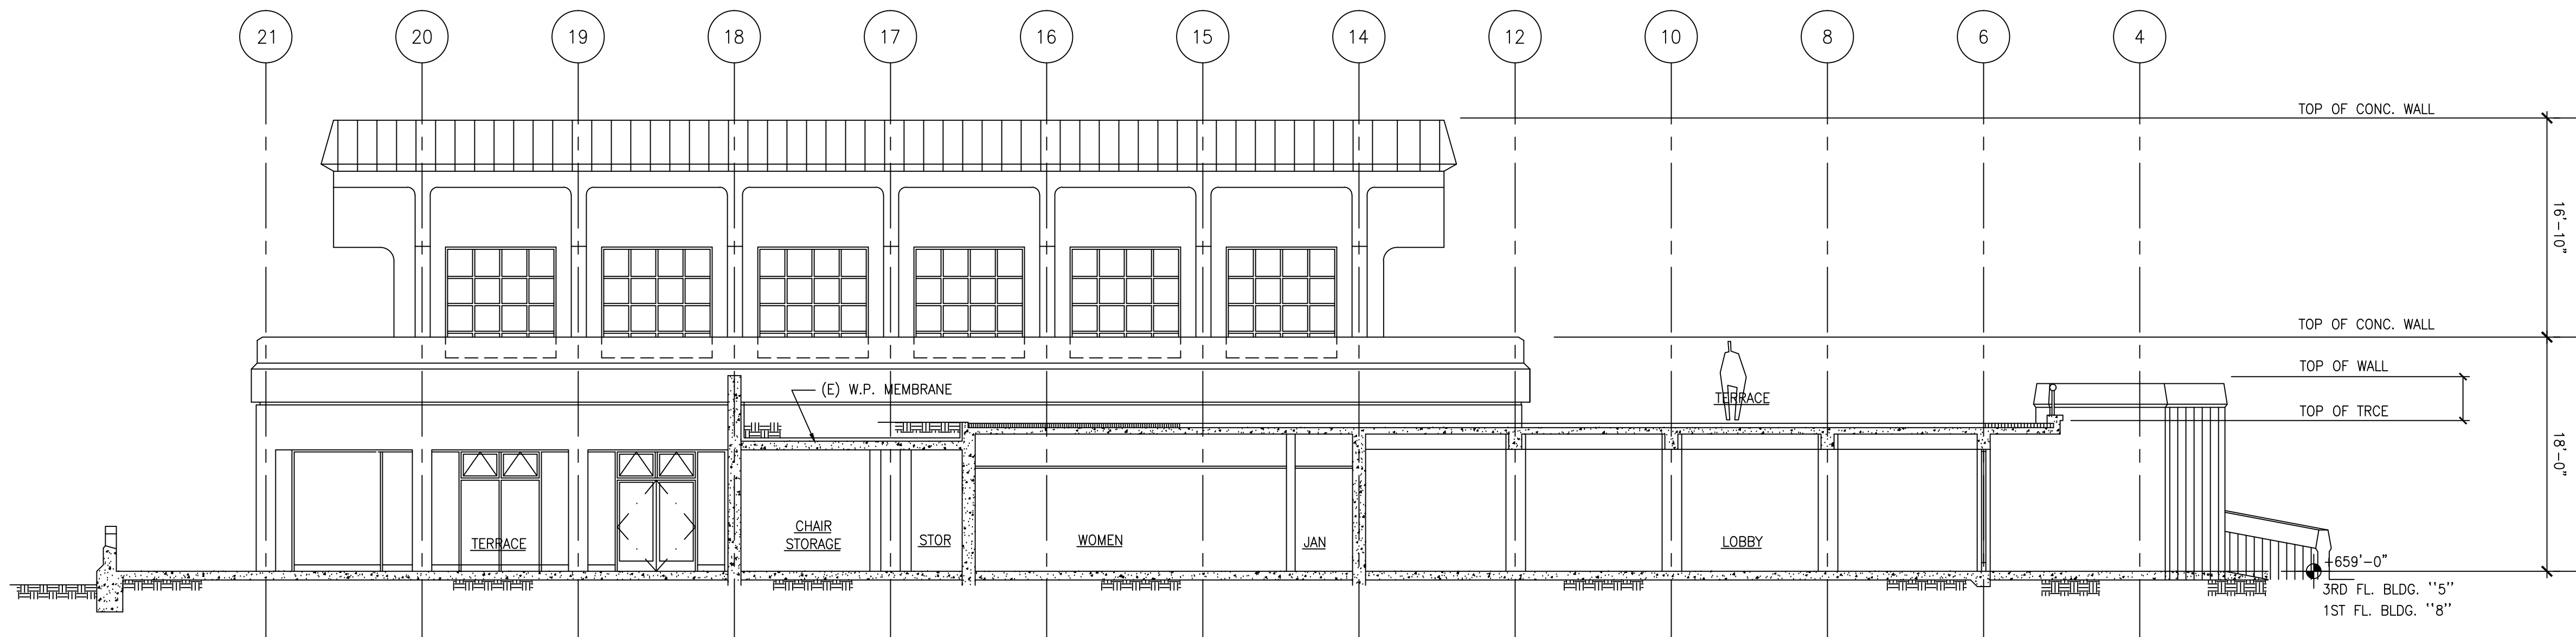 21
20
19
18
17
16
15
14
12
10
8
6
4
TOP OF CONC. WALL
16'-10"
TOP OF CONC. WALL
TOP OF WALL
(E) W.P. MEMBRANE
TERRACE
TOP OF TRCE
18'-0"
CHAIR
STORAGE
TERRACE
STOR
WOMEN
JAN
LOBBY
+659'-0"
3RD FL. BLDG. "5"
1ST FL. BLDG. "8"